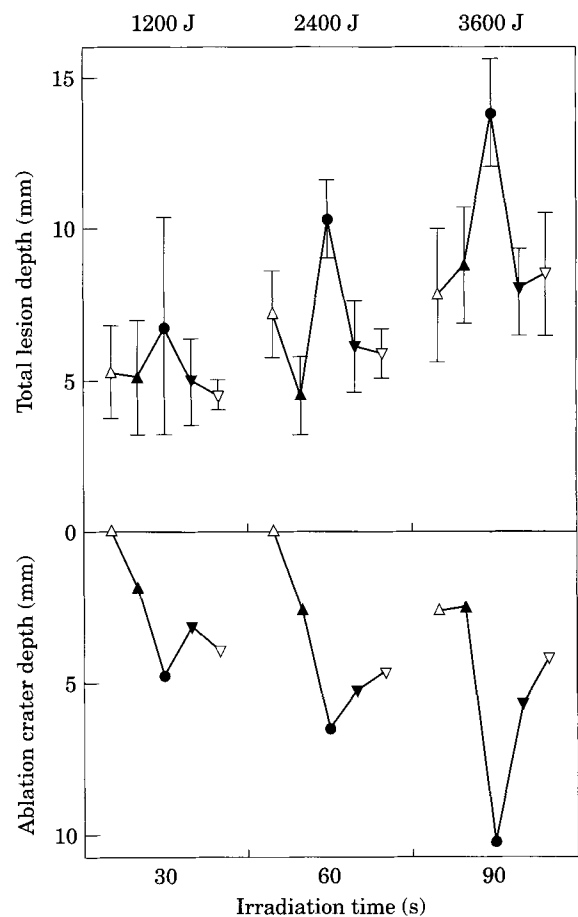 1200 J 2400 J 3600 J
15
10
5
0
Total lesion depth (mm)
5
10
Ablation crater depth (mm)
30 60 90
Irradiation time (s)